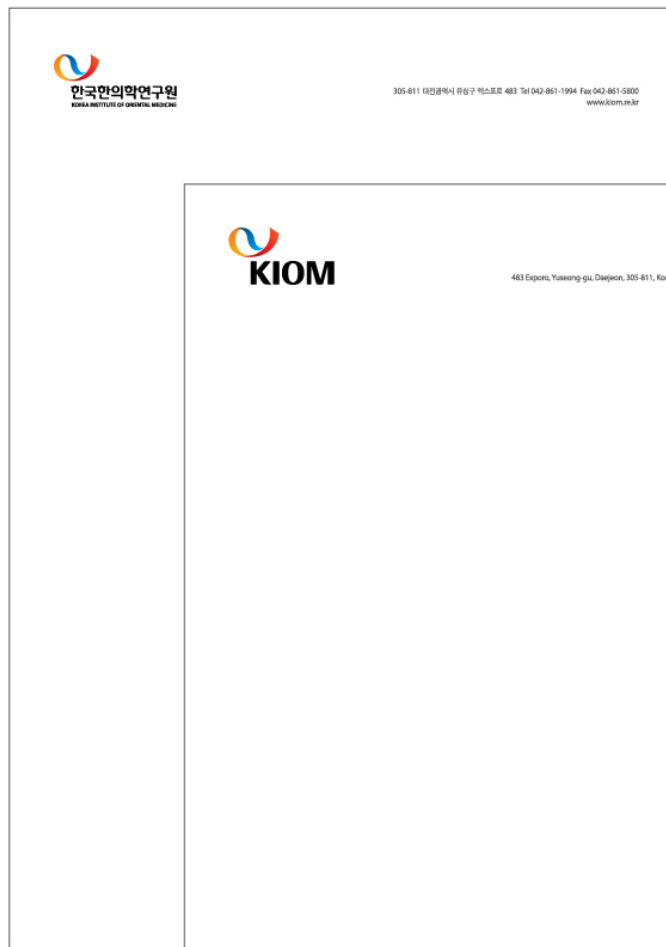 한국한의학연구원
KOREA INSTITUTE OF ORIENTAL MEDICINE
305-811 대전광역시 유성구 엑스포로 483 Tel 042-861-1994 Fax 042-861-5800
www.kiom.re.kr
KIOM
483 Exporo, Yuseong-gu, Daejeon, 305-811, Ko